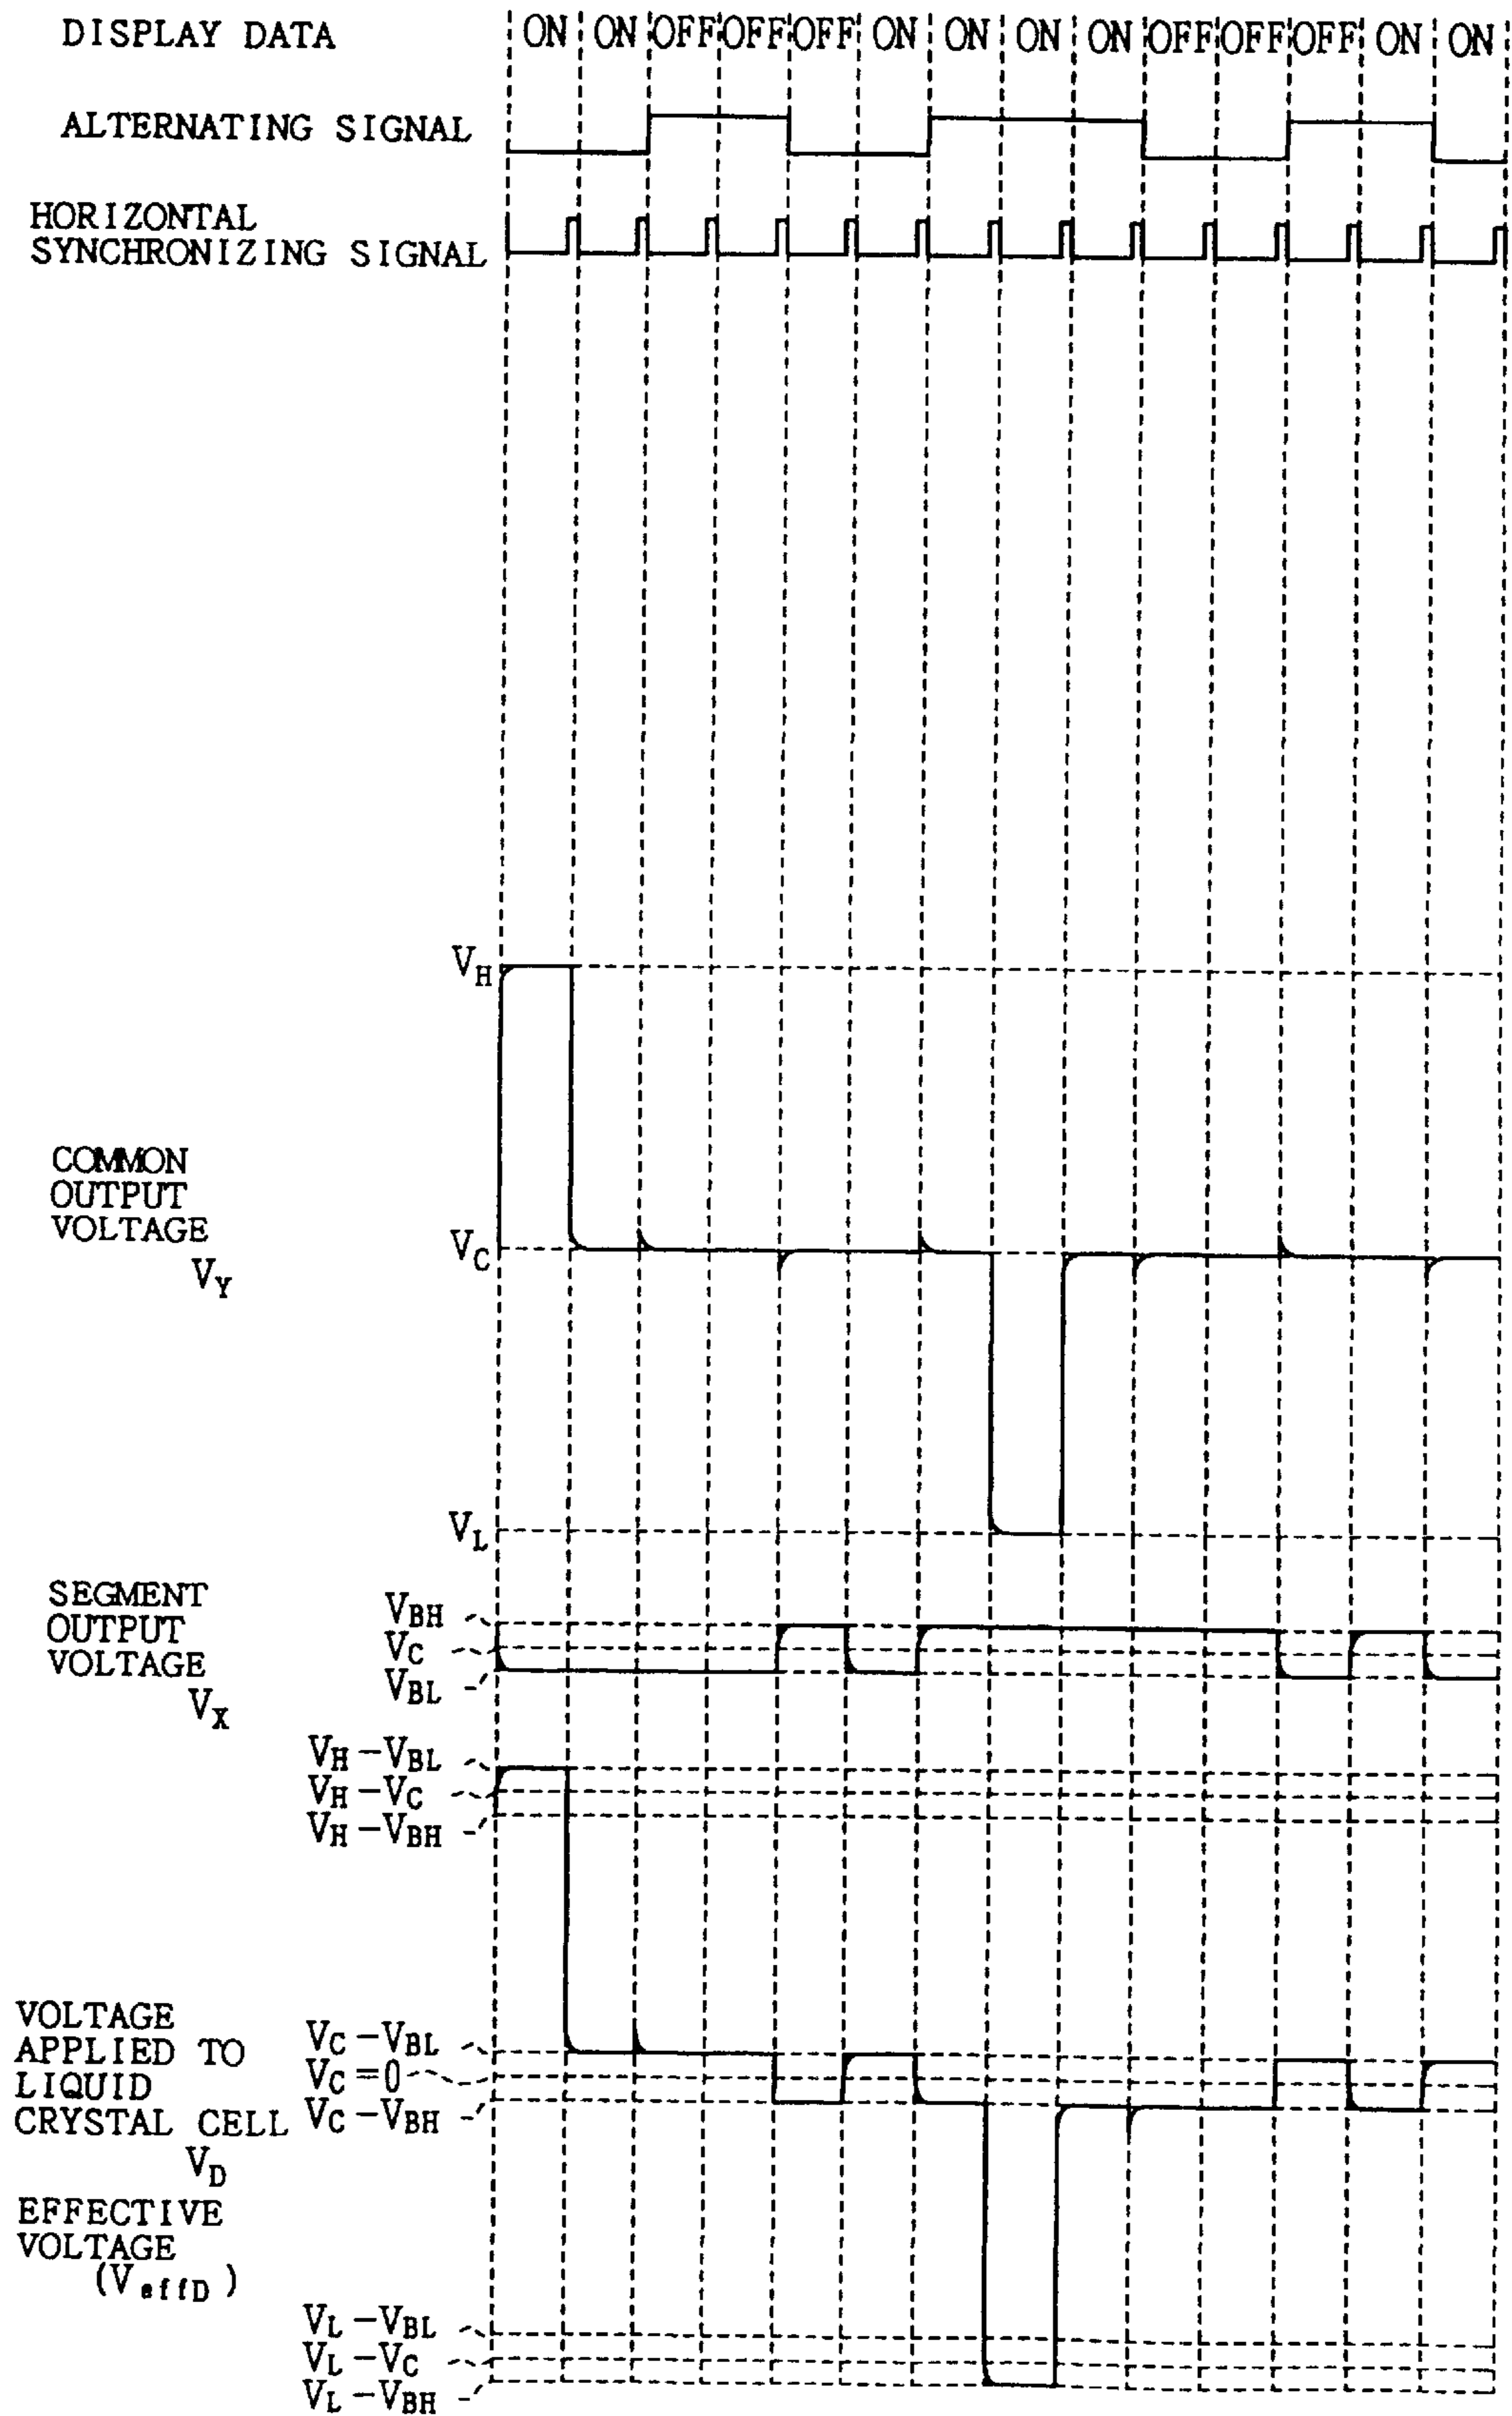 DISPLAY DATA ON ON OFF OFF OFF ON ON ON ON OFF OFF OFF ON ON
ALTERNATING SIGNAL
HORIZONTAL
SYNCHRONIZING SIGNAL
VH
COMMON
OUTPUT
VOLTAGE
VY
VC
VL
SEGMENT
OUTPUT
VOLTAGE
VX
VBH
VC
VBL
VH-VBL
VH-VC
VH-VBH
VOLTAGE
APPLIED TO
LIQUID
CRYSTAL CELL
VD
VC-VBL
VC=0
VC-VBH
EFFECTIVE
VOLTAGE
(VeffD)
VL-VBL
VL-VC
VL-VBH